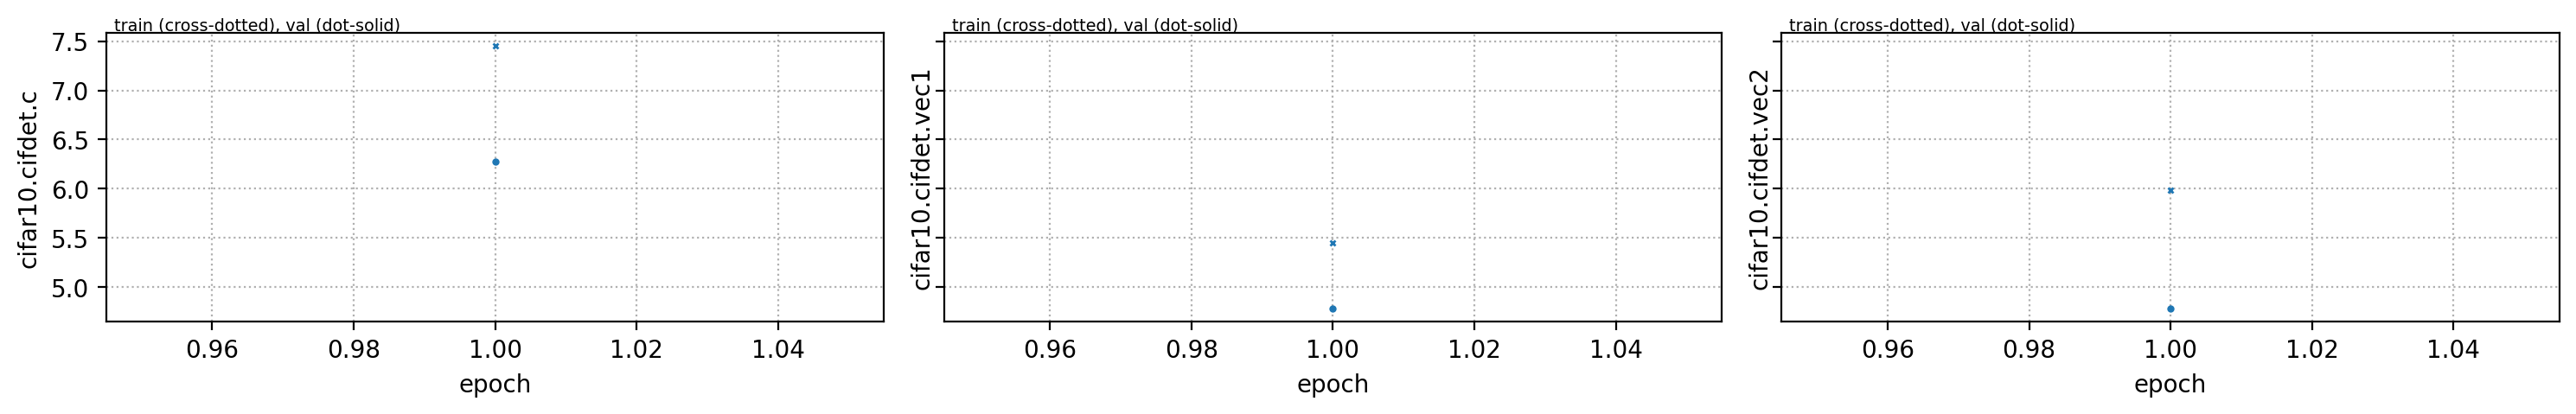 train (cross-dotted), val (dot-solid)
cifar10.cifdet.c
7.5
7.0
6.5
6.0
5.5
5.0
0.96 0.98 1.00 1.02 1.04
epoch
train (cross-dotted), val (dot-solid)
cifar10.cifdet.vec1
0.96 0.98 1.00 1.02 1.04
epoch
train (cross-dotted), val (dot-solid)
cifar10.cifdet.vec2
0.96 0.98 1.00 1.02 1.04
epoch